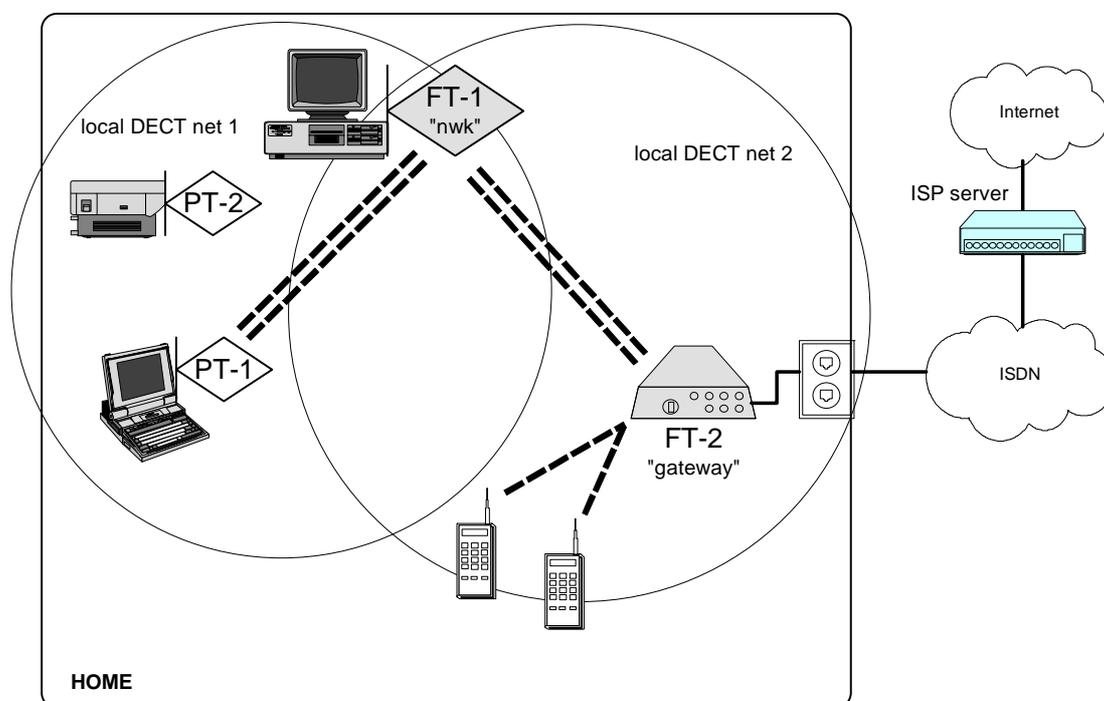 FT-1
"nwk"
local DECT net 1
local DECT net 2
Internet
ISP server
PT-2
PT-1
ISDN
FT-2
"gateway"
HOME